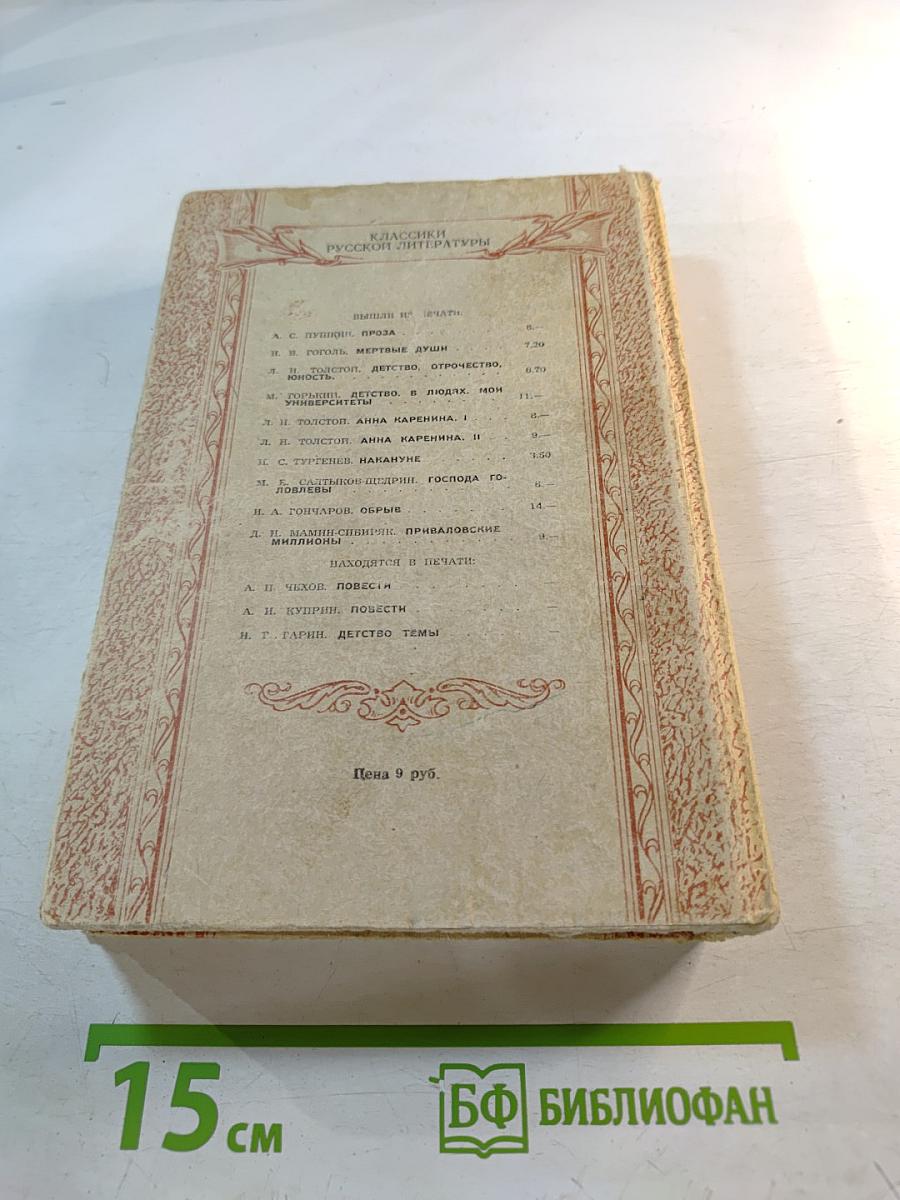 КЛАССИКИ
РУССКОЙ ЛИТЕРАТУРЫ
ВЫШЛИ ИЗ ПЕЧАТИ:
А. С. ПУШКИН. ПРОЗА . . . 6.—
Н. В. ГОГОЛЬ. МЕРТВЫЕ ДУШИ . . . 7.20
Л. Н. ТОЛСТОЙ. ДЕТСТВО, ОТРОЧЕСТВО,
ЮНОСТЬ. . . . 6.70
М. ГОРЬКИЙ. ДЕТСТВО. В ЛЮДЯХ. МОИ
УНИВЕРСИТЕТЫ . . . 11.—
Л. Н. ТОЛСТОЙ. АННА КАРЕНИНА. I . . . 8.—
Л. Н. ТОЛСТОЙ. АННА КАРЕНИНА. II . . . 9.—
И. С. ТУРГЕНЕВ. НАКАНУНЕ . . . 3.50
М. Е. САЛТЫКОВ-ЩЕДРИН. ГОСПОДА ГО-
ЛОВЛЕВЫ . . . 6.—
И. А. ГОНЧАРОВ. ОБРЫВ . . . 14.—
Д. Н. МАМИН-СИБИРЯК. ПРИВАЛОВСКИЕ
МИЛЛИОНЫ . . . 9.—
НАХОДЯТСЯ В ПЕЧАТИ:
А. П. ЧЕХОВ. ПОВЕСТИ . . . —
А. И. КУПРИН. ПОВЕСТИ . . . —
Н. Г. ГАРИН. ДЕТСТВО ТЕМЫ . . . —
Цена 9 руб.
15 см
БФ БИБЛИОФАН